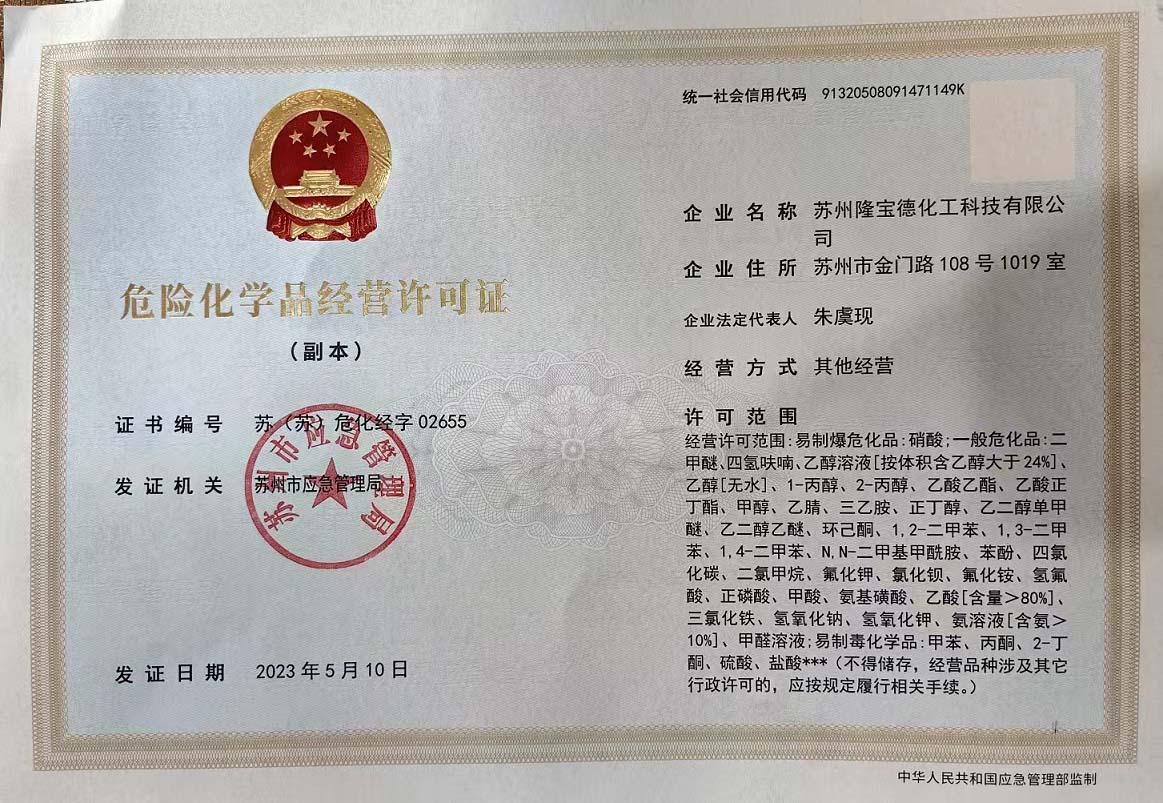 统一社会信用代码 91320508091471149K
危险化学品经营许可证
（副本）
企业名称 苏州隆宝德化工科技有限公
司
企业住所 苏州市金门路108号1019室
企业法定代表人 朱虞现
经营方式 其他经营
证书编号 苏（苏）危化经字02655
发证机关 苏州市应急管理局
苏州市应急管理局
发证日期 2023年5月10日
许可范围
经营许可范围:易制爆危化品:硝酸;一般危化品:二
甲醚、四氢呋喃、乙醇溶液[按体积含乙醇大于24%]、
乙醇[无水]、1-丙醇、2-丙醇、乙酸乙酯、乙酸正
丁酯、甲醇、乙腈、三乙胺、正丁醇、乙二醇单甲
醚、乙二醇乙醚、环己酮、1,2-二甲苯、1,3-二甲
苯、1,4-二甲苯、N,N-二甲基甲酰胺、苯酚、四氯
化碳、二氯甲烷、氟化钾、氯化钡、氟化铵、氢氟
酸、正磷酸、甲酸、氨基磺酸、乙酸[含量＞80%]、
三氯化铁、氢氧化钠、氢氧化钾、氨溶液[含氨＞
10%]、甲醛溶液;易制毒化学品:甲苯、丙酮、2-丁
酮、硫酸、盐酸***（不得储存，经营品种涉及其它
行政许可的，应按规定履行相关手续。）
中华人民共和国应急管理部监制